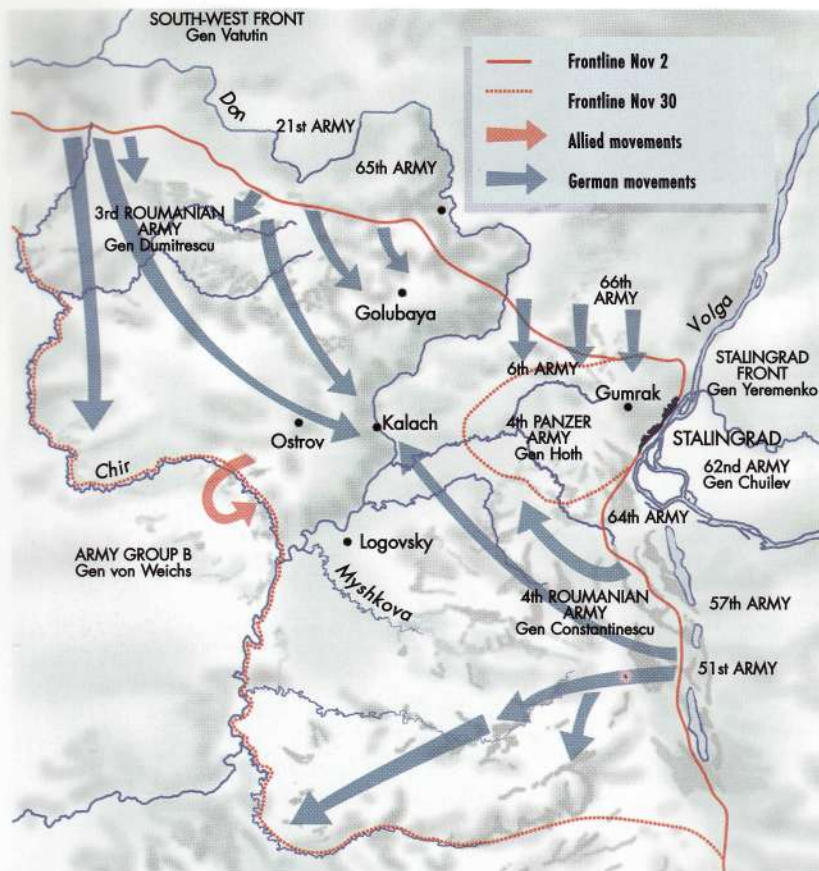 SOUTH-WEST FRONT
Gen Vatutin
Frontline Nov 2
Frontline Nov 30
Allied movements
German movements
Don
21st ARMY
65th ARMY
3rd ROUMANIAN
ARMY
Gen Dumitrescu
Golubaya
66th
ARMY
Volga
6th ARMY
STALINGRAD
FRONT
Gen Yeremenko
Gumrak
Kalach
Ostrov
4th PANZER
ARMY
Gen Hoth
STALINGRAD
62nd ARMY
Gen Chuilev
Chir
64th ARMY
ARMY GROUP B
Gen von Weichs
Logovsky
Myshkova
4th ROUMANIAN
ARMY
Gen Constantinescu
57th ARMY
51st ARMY